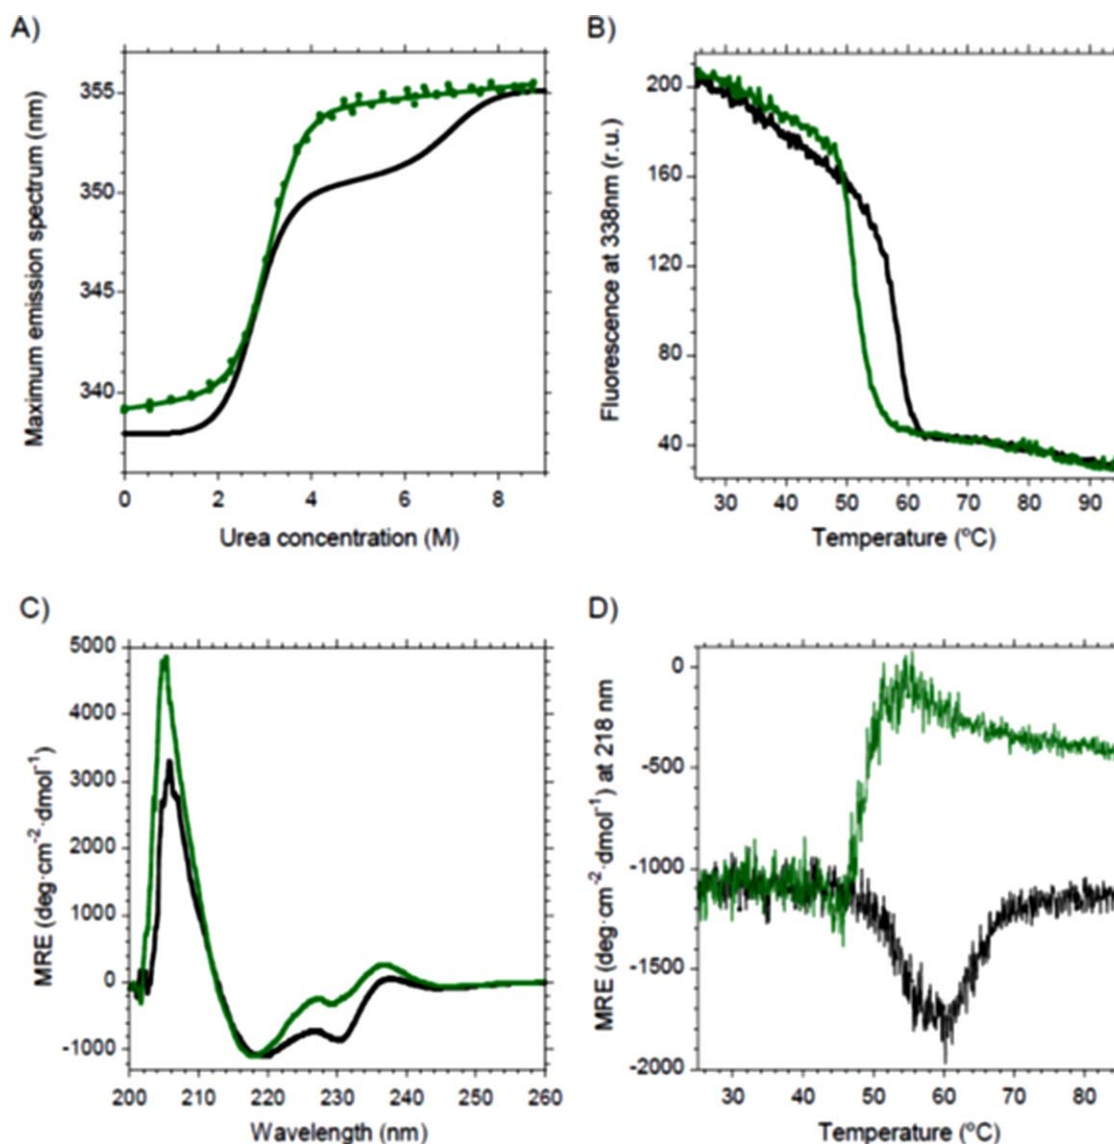 A)
Maximum emission spectrum (nm)
355
350
345
340
0 2 4 6 8
Urea concentration (M)
B)
Fluorescence at 338nm (r.u.)
200
160
120
80
40
30 40 50 60 70 80 90
Temperature (ºC)
C)
MRE (deg·cm⁻²·dmol⁻¹)
5000
4000
3000
2000
1000
0
-1000
200 210 220 230 240 250 260
Wavelength (nm)
D)
MRE (deg·cm⁻²·dmol⁻¹) at 218 nm
0
-500
-1000
-1500
-2000
30 40 50 60 70 80
Temperature (ºC)